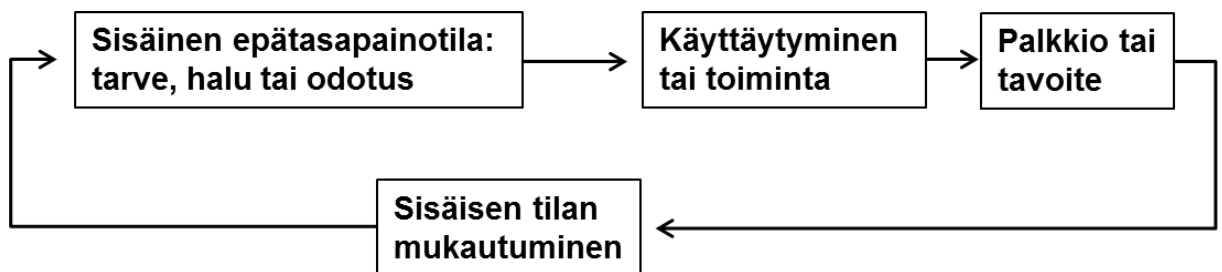 Sisäinen epätasapainotila:
tarve, halu tai odotus
Käyttäytyminen
tai toiminta
Palkkio tai
tavoite
Sisäisen tilan
mukautuminen